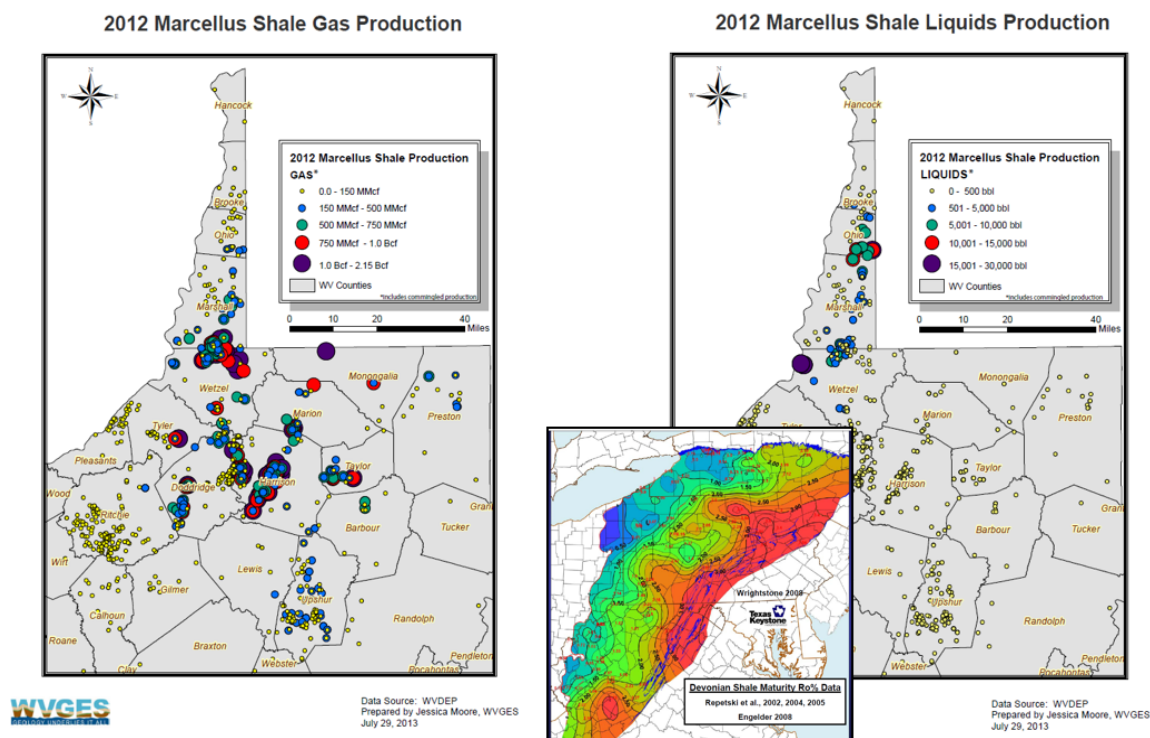 2012 Marcellus Shale Gas Production
N
W
E
S
Hancock
2012 Marcellus Shale Production
GAS*
0.0 - 150 MMcf
150 MMcf - 500 MMcf
500 MMcf - 750 MMcf
750 MMcf - 1.0 Bcf
1.0 Bcf - 2.15 Bcf
WV Counties
*Includes commingled production
0 10 20 40
Miles
Brooke
Ohio
Marshall
Wetzel
Monongalia
Marion
Preston
Tyler
Pleasants
Taylor
Wood
Doddridge
Harrison
Ritchie
Barbour
Tucker
Gran
Wirt
Lewis
Gilmer
Upshur
Calhoun
Randolph
Roane
Braxton
Webster
Pendleton
Clay
Pocahontas
WVGES
GEOLOGY UNDERLIES IT ALL
Data Source: WVDEP
Prepared by Jessica Moore, WVGES
July 29, 2013
2012 Marcellus Shale Liquids Production
N
W
E
S
Hancock
2012 Marcellus Shale Production
LIQUIDS*
0 - 500 bbl
501 - 5,000 bbl
5,001 - 10,000 bbl
10,001 - 15,000 bbl
15,001 - 30,000 bbl
WV Counties
*Includes commingled production
0 10 20 40
Miles
Brooke
Ohio
Marshall
Wetzel
Monongalia
Marion
Preston
Taylor
Harrison
Barbour
Tucker
Gran
Lewis
Upshur
Randolph
Webster
Pendleton
Pocahontas
Wrightstone 2008
Texas
Keystone
Devonian Shale Maturity Ro% Data
Repetski et al., 2002, 2004, 2005
Engelder 2008
Data Source: WVDEP
Prepared by Jessica Moore, WVGES
July 29, 2013